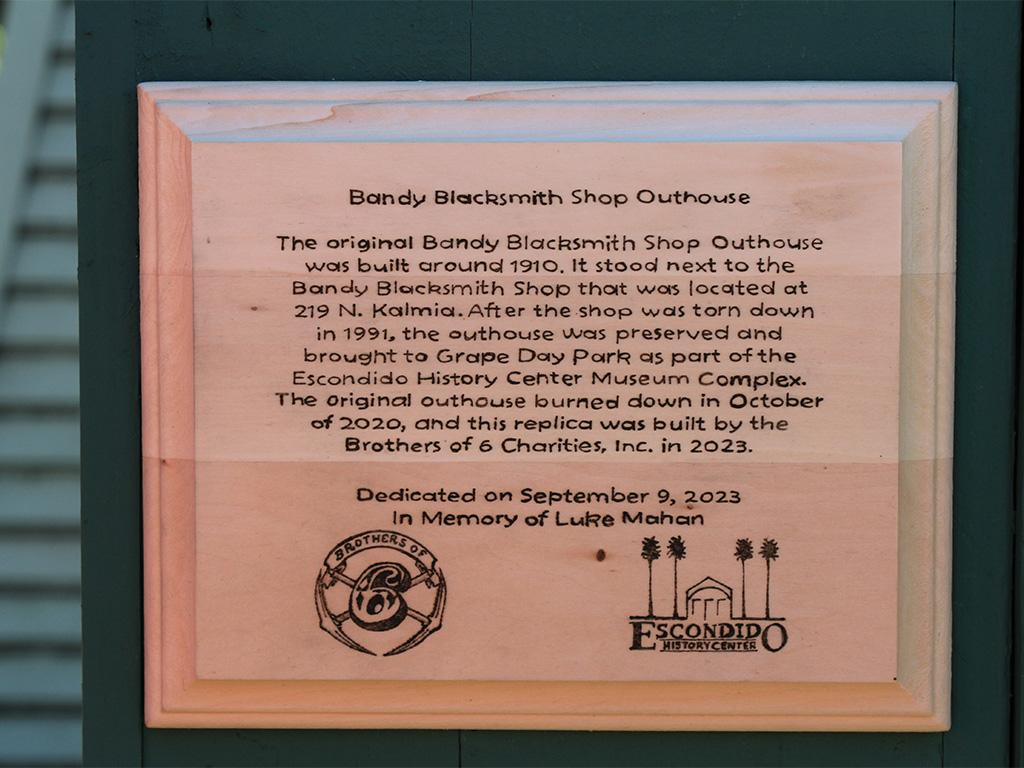 Bandy Blacksmith Shop Outhouse
The original Bandy Blacksmith Shop Outhouse
was built around 1910. It stood next to the
Bandy Blacksmith Shop that was located at
219 N. Kalmia. After the shop was torn down
in 1991, the outhouse was preserved and
brought to Grape Day Park as part of the
Escondido History Center Museum Complex.
The original outhouse burned down in October
of 2020, and this replica was built by the
Brothers of 6 Charities, Inc. in 2023.
Dedicated on September 9, 2023
In Memory of Luke Mahan
BROTHERS OF
6
ESCONDIDO
HISTORY CENTER